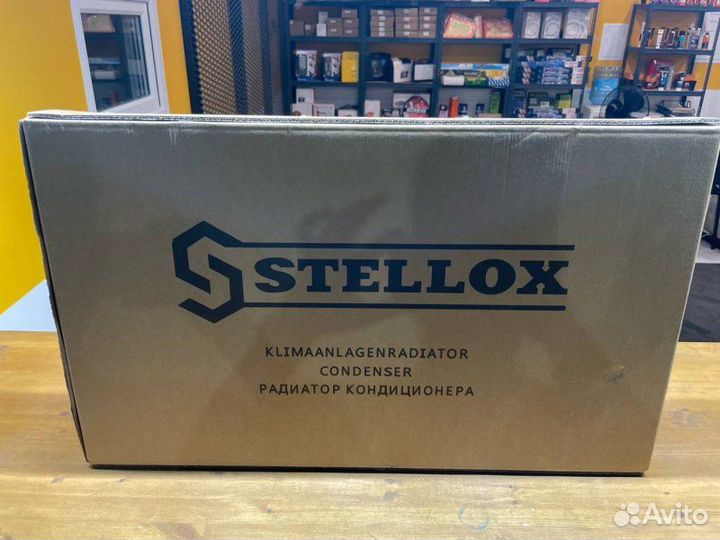 STELLOX
KLIMAANLAGENRADIATOR
CONDENSER
РАДИАТОР КОНДИЦИОНЕРА
Avito